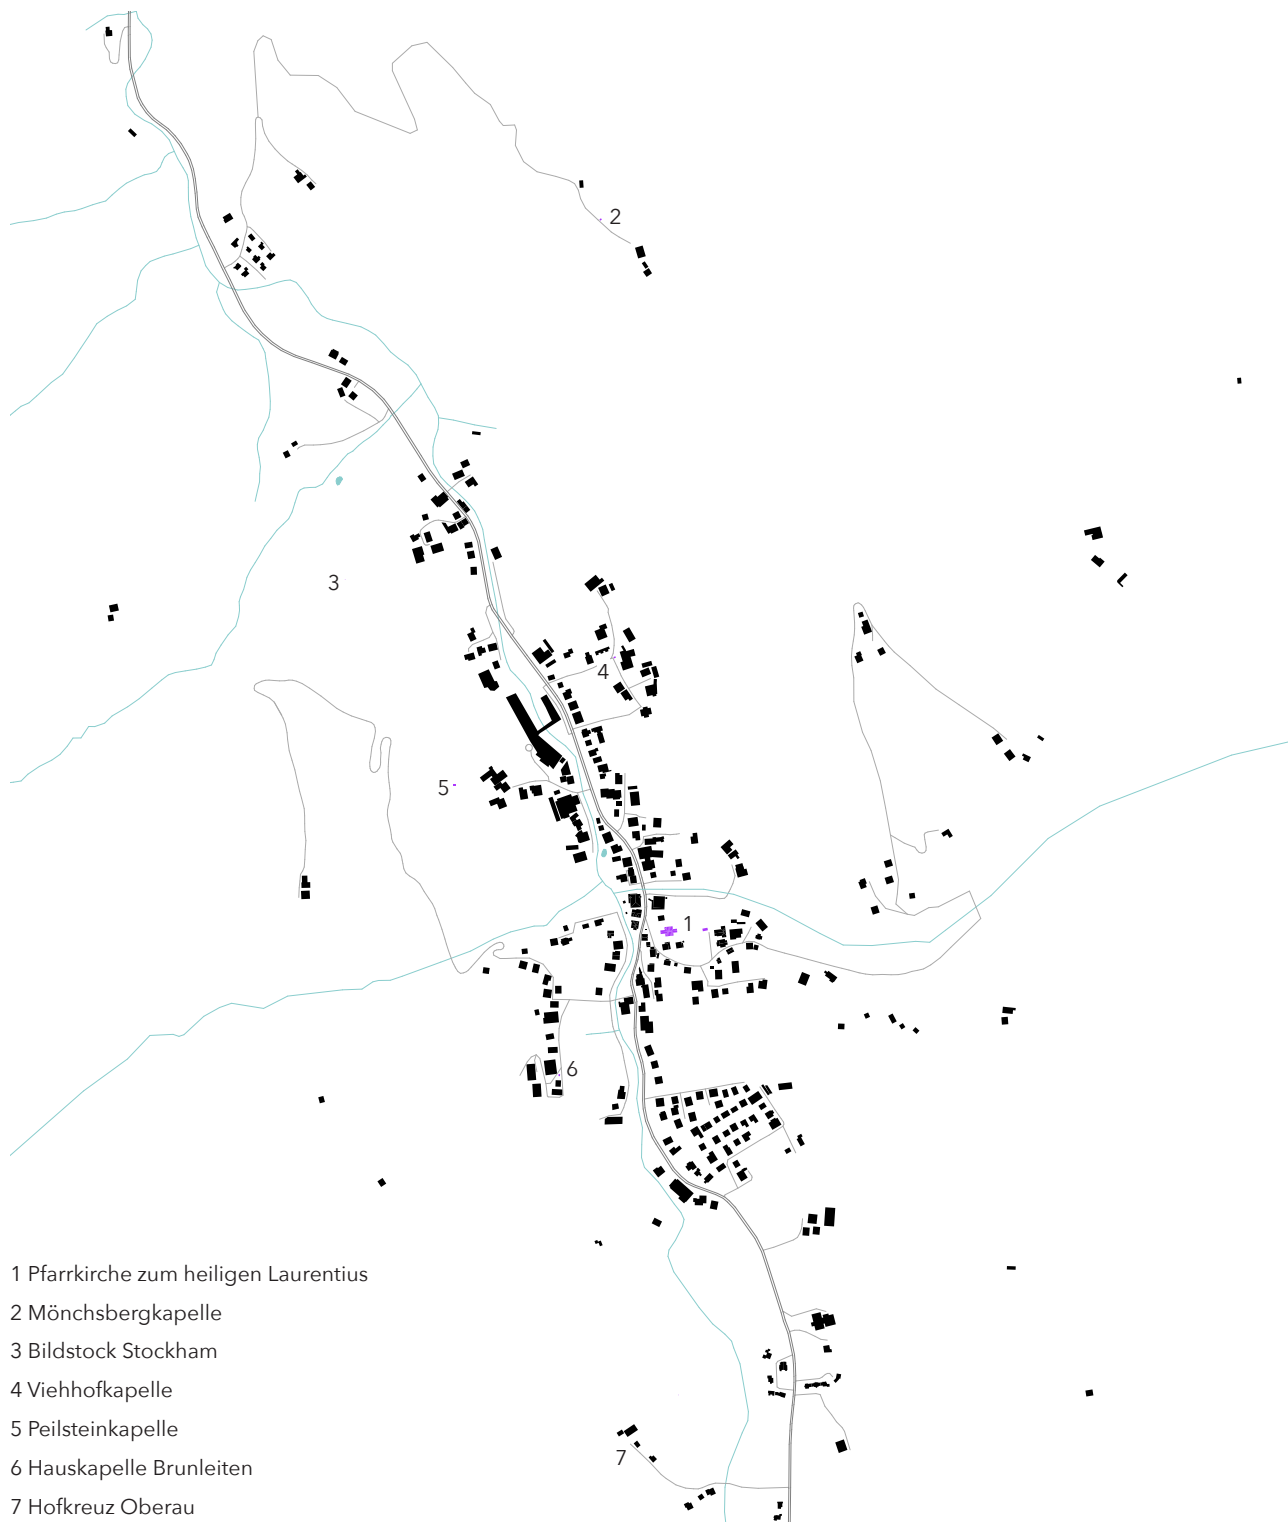 2
3
4
5
1
6
7
1 Pfarrkirche zum heiligen Laurentius
2 Mönchsbergkapelle
3 Bildstock Stockham
4 Viehhofkapelle
5 Peilsteinkapelle
6 Hauskapelle Brunleiten
7 Hofkreuz Oberau